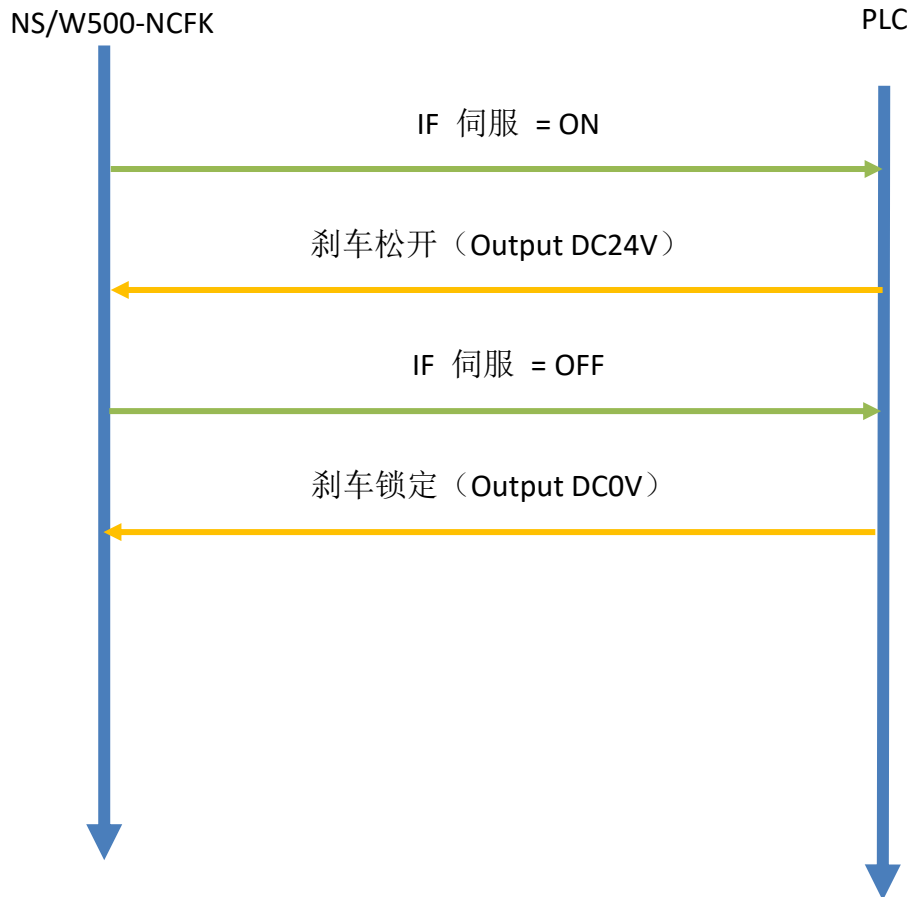 NS/W500-NCFK
PLC
IF 伺服 = ON
刹车松开（Output DC24V）
IF 伺服 = OFF
刹车锁定（Output DC0V）